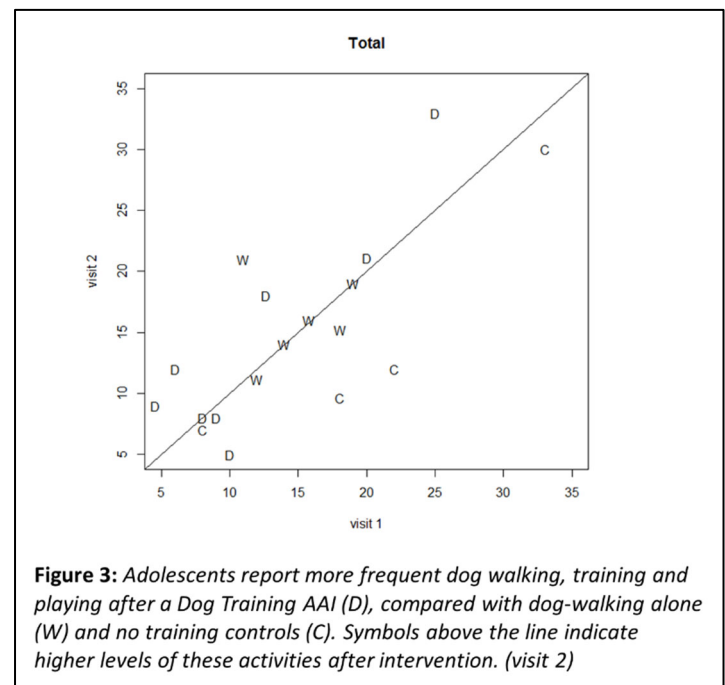 Total
35
30
25
20
15
10
5
visit 2
D
C
W
D
D
W
W
W
W
D
C
W
C
D
D
D
C
D
5
10
15
20
25
30
35
visit 1
Figure 3: Adolescents report more frequent dog walking, training and
playing after a Dog Training AAI (D), compared with dog-walking alone
(W) and no training controls (C). Symbols above the line indicate
higher levels of these activities after intervention. (visit 2)